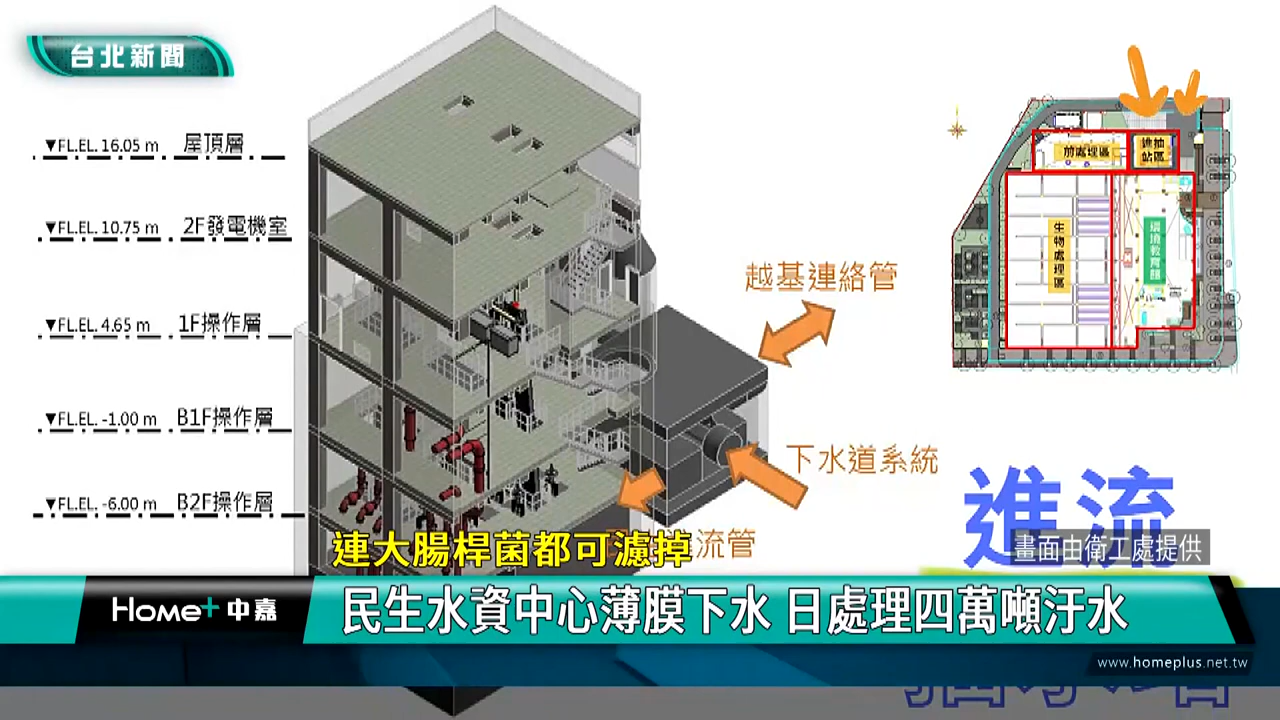 台北新聞
▼FL.EL. 16.05 m 屋頂層
▼FL.EL. 10.75 m 2F發電機室
▼FL.EL. 4.65 m 1F操作層
▼FL.EL. -1.00 m B1F操作層
▼FL.EL. -6.00 m B2F操作層
越基連絡管
下水道系統
流管
前處理區
進抽站區
生物處理區
環境教育館
進流
畫面由衛工處提供
連大腸桿菌都可濾掉
Home+中嘉
民生水資中心薄膜下水 日處理四萬噸汙水
www.homeplus.net.tw